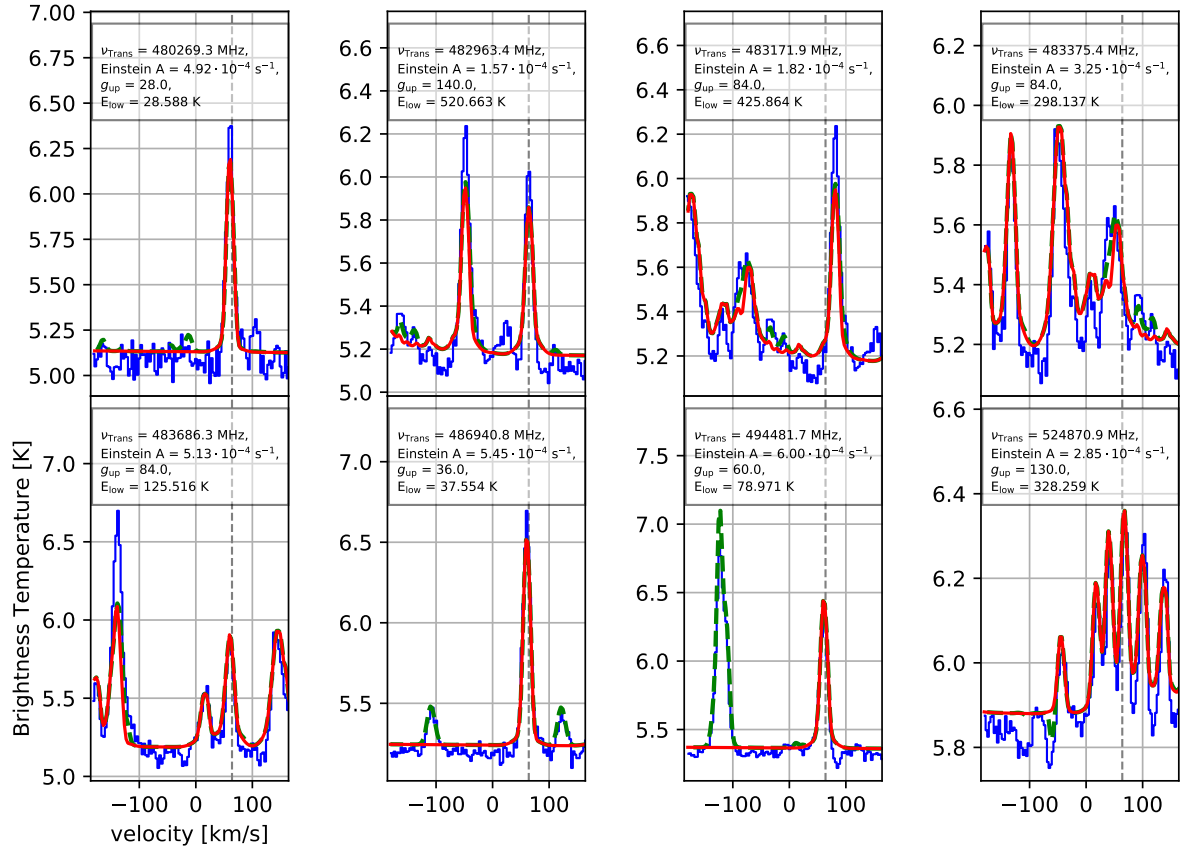 7.00
6.75
6.50
6.25
6.00
5.75
5.50
5.25
5.00
ν_Trans = 480269.3 MHz,
Einstein A = 4.92 · 10⁻⁴ s⁻¹,
g_up = 28.0,
E_low = 28.588 K
6.6
6.4
6.2
6.0
5.8
5.6
5.4
5.2
5.0
ν_Trans = 482963.4 MHz,
Einstein A = 1.57 · 10⁻⁴ s⁻¹,
g_up = 140.0,
E_low = 520.663 K
6.6
6.4
6.2
6.0
5.8
5.6
5.4
5.2
ν_Trans = 483171.9 MHz,
Einstein A = 1.82 · 10⁻⁴ s⁻¹,
g_up = 84.0,
E_low = 425.864 K
6.2
6.0
5.8
5.6
5.4
5.2
ν_Trans = 483375.4 MHz,
Einstein A = 3.25 · 10⁻⁴ s⁻¹,
g_up = 84.0,
E_low = 298.137 K
Brightness Temperature [K]
7.0
6.5
6.0
5.5
5.0
ν_Trans = 483686.3 MHz,
Einstein A = 5.13 · 10⁻⁴ s⁻¹,
g_up = 84.0,
E_low = 125.516 K
−100 0 100
velocity [km/s]
7.0
6.5
6.0
5.5
ν_Trans = 486940.8 MHz,
Einstein A = 5.45 · 10⁻⁴ s⁻¹,
g_up = 36.0,
E_low = 37.554 K
−100 0 100
7.5
7.0
6.5
6.0
5.5
ν_Trans = 494481.7 MHz,
Einstein A = 6.00 · 10⁻⁴ s⁻¹,
g_up = 60.0,
E_low = 78.971 K
−100 0 100
6.6
6.4
6.2
6.0
5.8
ν_Trans = 524870.9 MHz,
Einstein A = 2.85 · 10⁻⁴ s⁻¹,
g_up = 130.0,
E_low = 328.259 K
−100 0 100